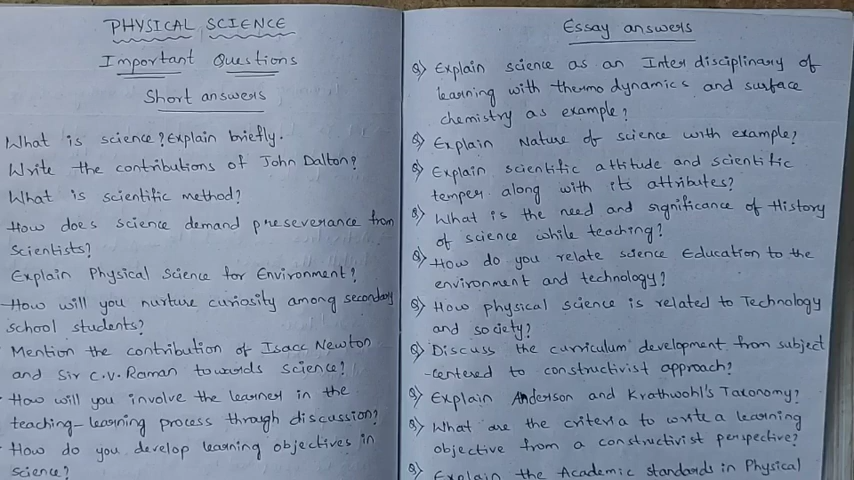 PHYSICAL SCIENCE
Important Questions
Short answers
What is science? Explain briefly.
Write the contributions of John Dalton?
What is scientific method?
How does science demand preseverance from
Scientists?
Explain Physical Science for Environment?
How will you nurture curiosity among secondary
school students?
Mention the contribution of Isacc Newton
and Sir C.V. Raman towards science?
How will you involve the learner in the
teaching-learning process through discussion?
How do you develop learning objectives in
science?
Essay answers
Q) Explain science as an Inter disciplinary of
learning with thermo dynamics and surface
chemistry as example?
Q) Explain Nature of science with example?
Q) Explain scientific attitude and scientific
temper along with its attributes?
Q) What is the need and significance of History
of science while teaching?
Q) How do you relate science Education to the
environment and technology?
Q) How physical science is related to Technology
and society?
Q) Discuss the curriculum development from subject
-centered to constructivist approach?
Q) Explain Anderson and Krathwohl's Taxonomy?
Q) What are the criteria to write a learning
objective from a constructivist perspective?
Q) Explain the Academic standards in Physical